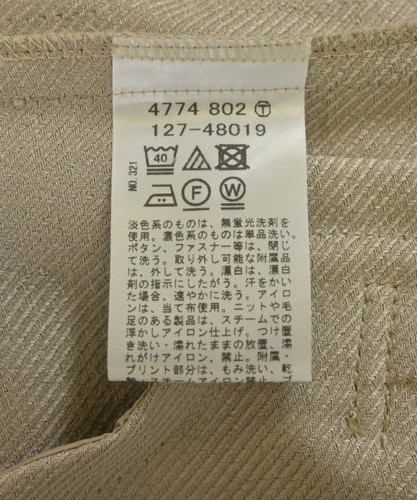 4774 802 Ⓣ
127-48019
40
F W
NO.321
淡色系のものは、無蛍光洗剤を
使用。濃色系のものは単品洗い。
ボタン、ファスナー等は、閉じ
て洗う。取り外し可能な付属品
は、外して洗う。漂白は、漂白
剤の指示にしたがう。汗をかい
た場合、速やかに洗う。アイロ
ンは、当て布使用。ニットや毛
足のある製品は、スチームでの
浮かしアイロン仕上げ。つけ置
き洗い・濡れたままの放置、濡
れがけアイロン、禁止。附属・
プリント部分は、もみ洗い、乾